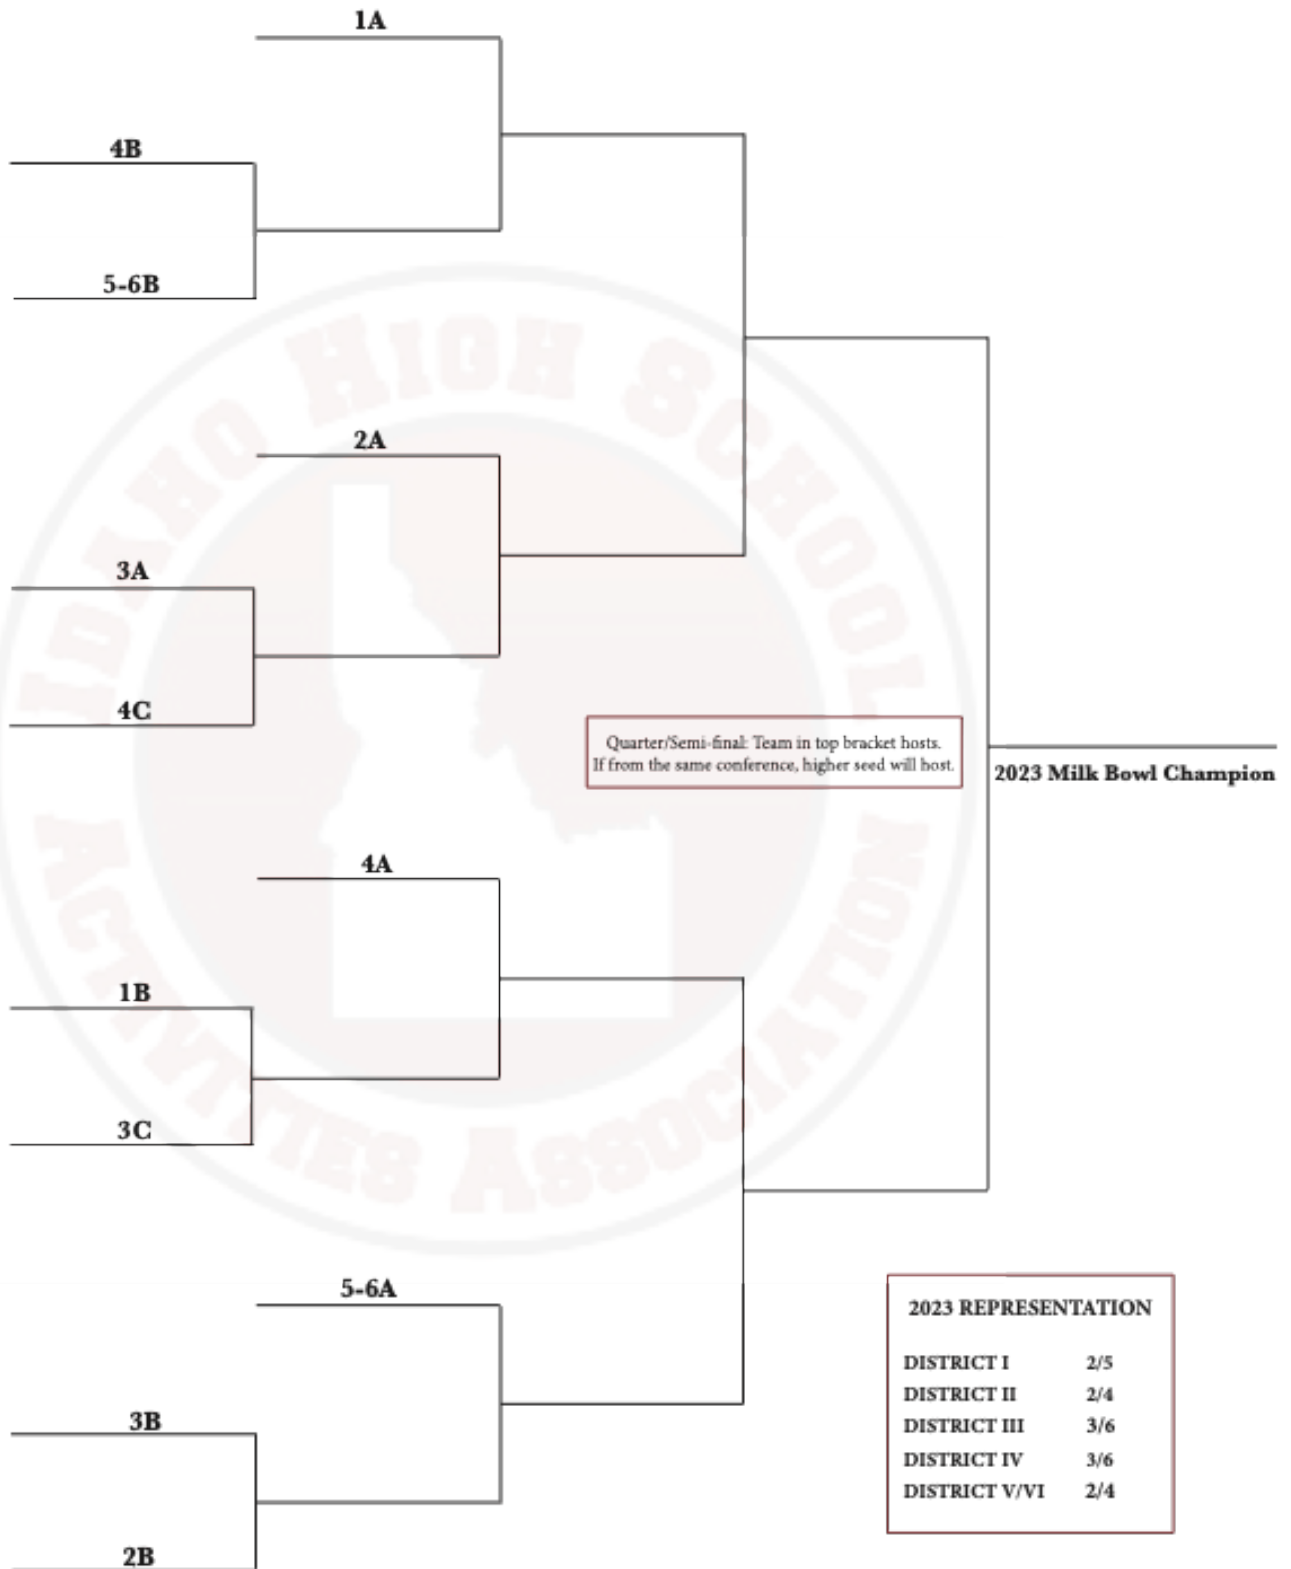 1A
4B
5-6B
2A
3A
4C
Quarter/Semi-final: Team in top bracket hosts.
If from the same conference, higher seed will host.
2023 Milk Bowl Champion
4A
1B
3C
5-6A
3B
2B
2023 REPRESENTATION
DISTRICT I 2/5
DISTRICT II 2/4
DISTRICT III 3/6
DISTRICT IV 3/6
DISTRICT V/VI 2/4
IDAHO HIGH SCHOOL
ACTIVITIES ASSOCIATION